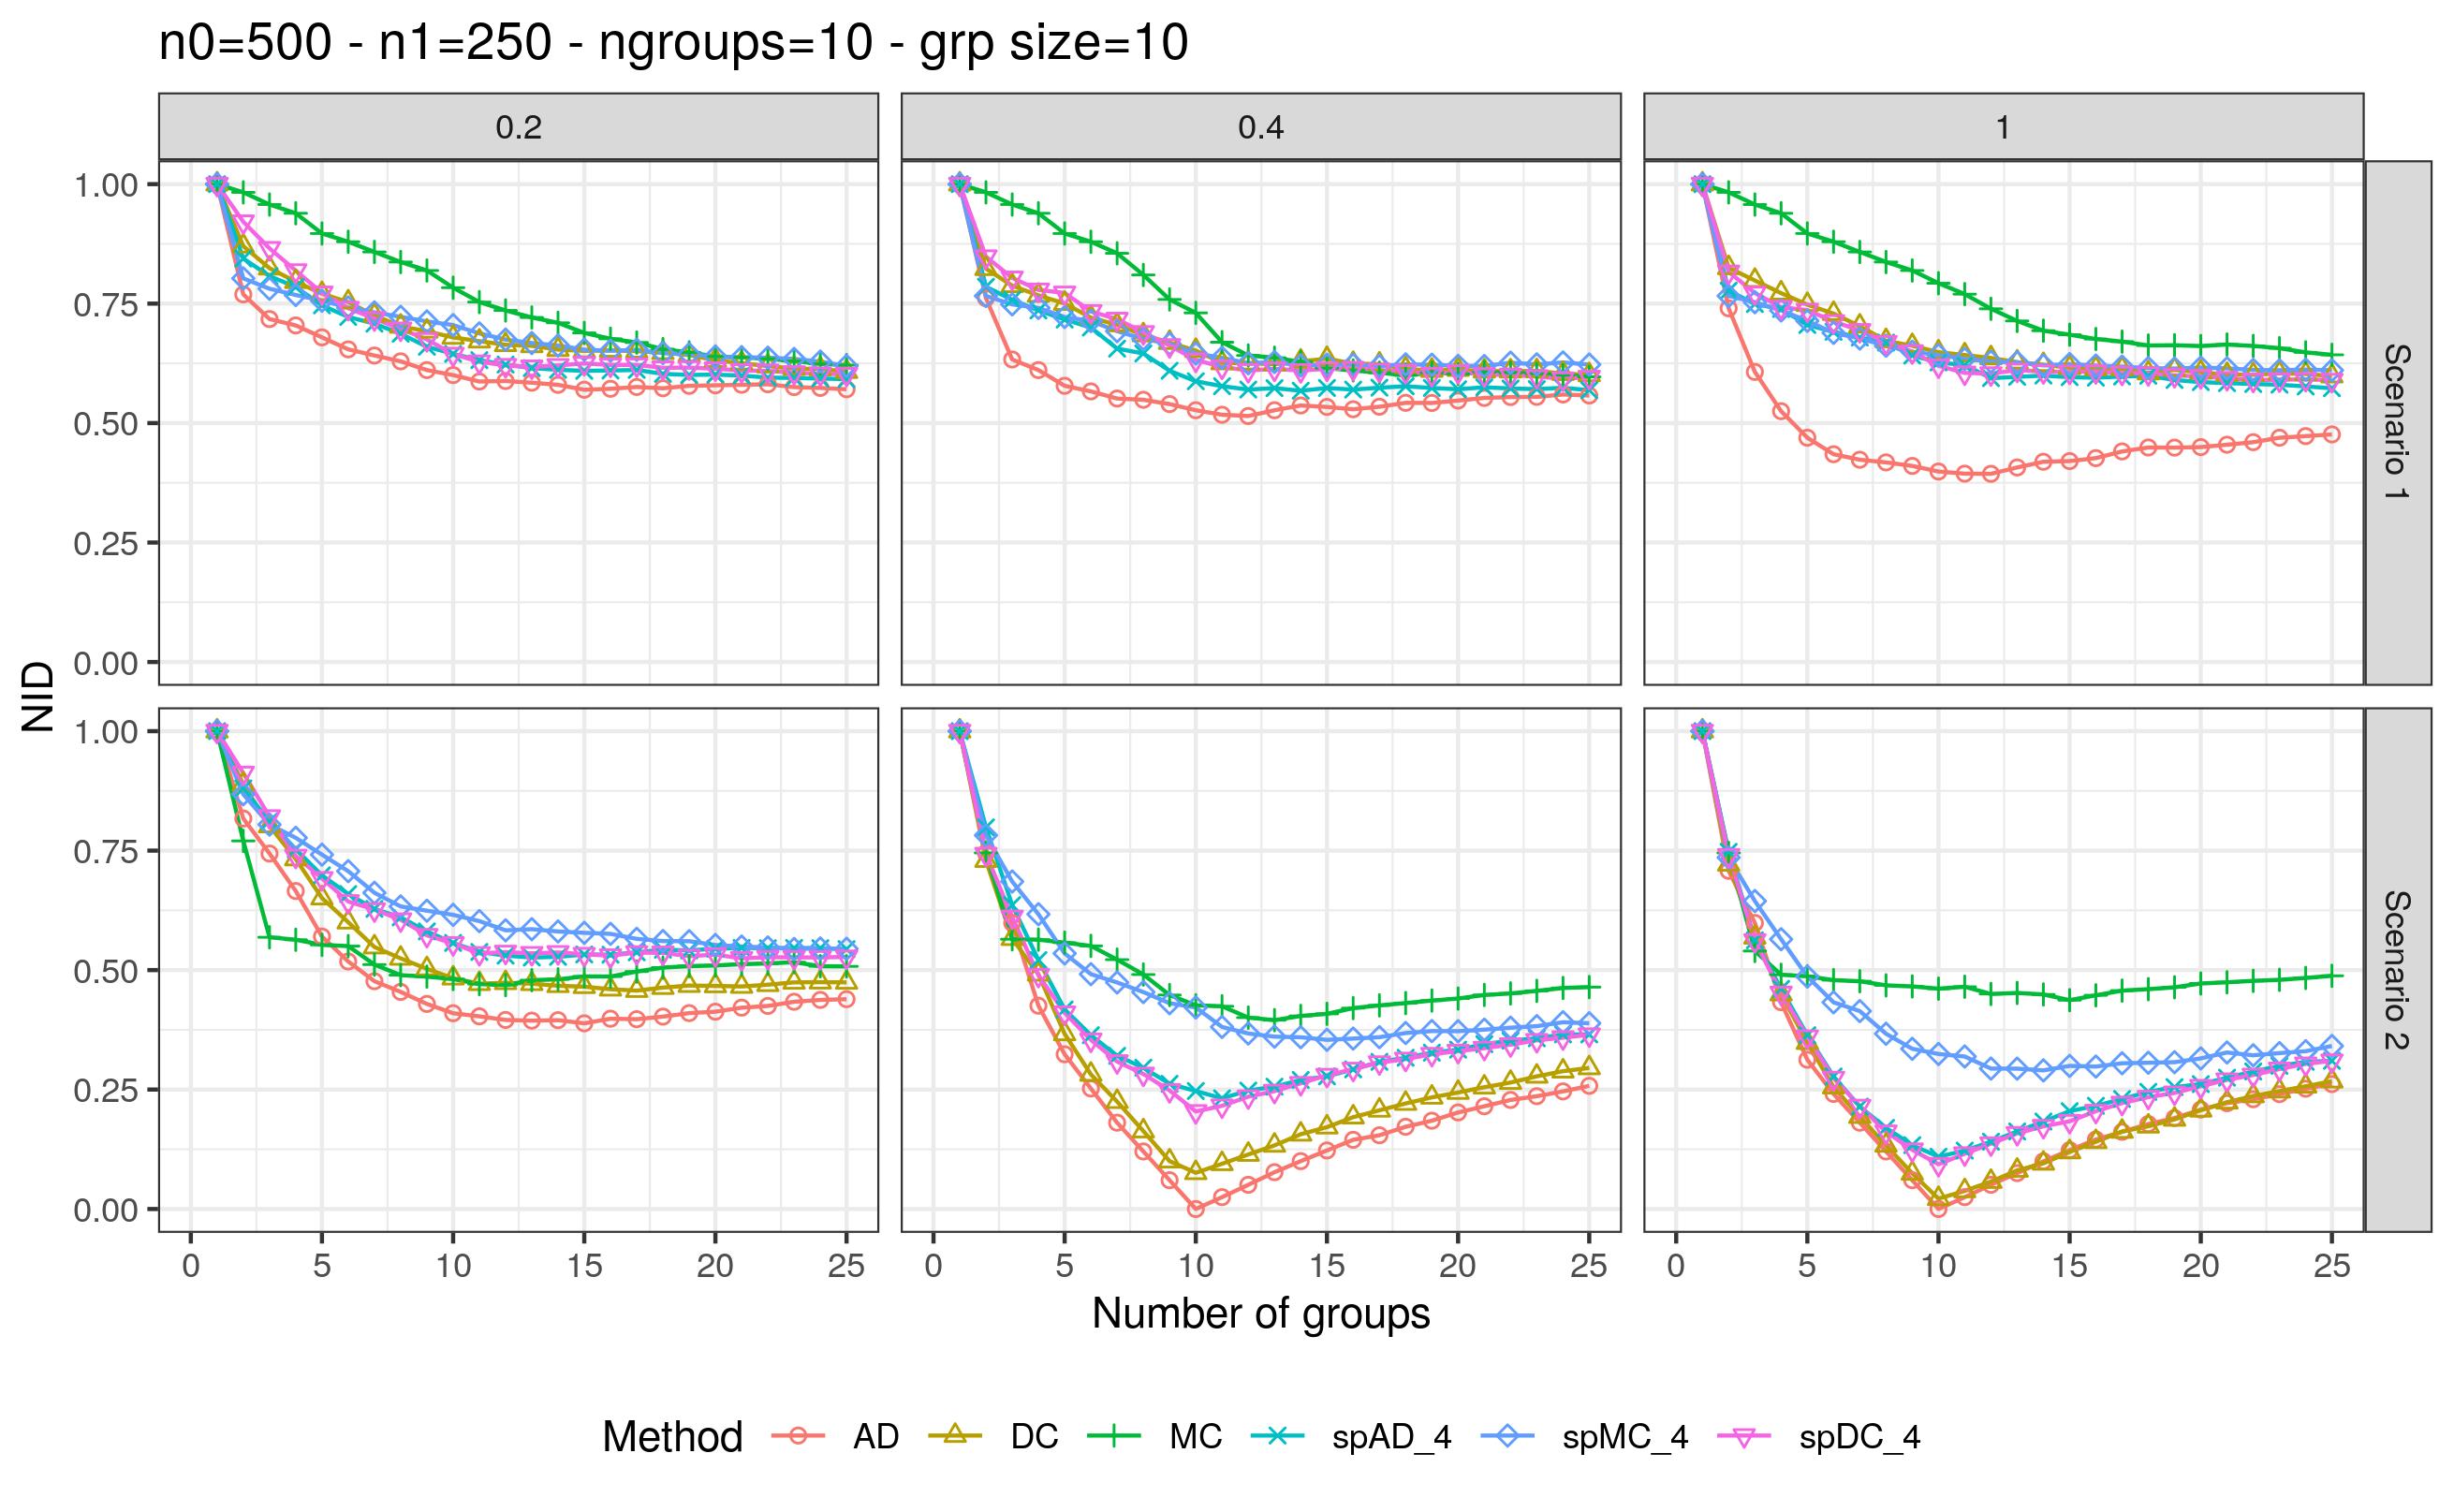 n0=500 - n1=250 - ngroups=10 - grp size=10
0.2
0.4
1
1.00
0.75
0.50
0.25
0.00
Scenario 1
NID
1.00
0.75
0.50
0.25
0.00
Scenario 2
0 5 10 15 20 25
0 5 10 15 20 25
0 5 10 15 20 25
Number of groups
Method AD DC MC spAD_4 spMC_4 spDC_4